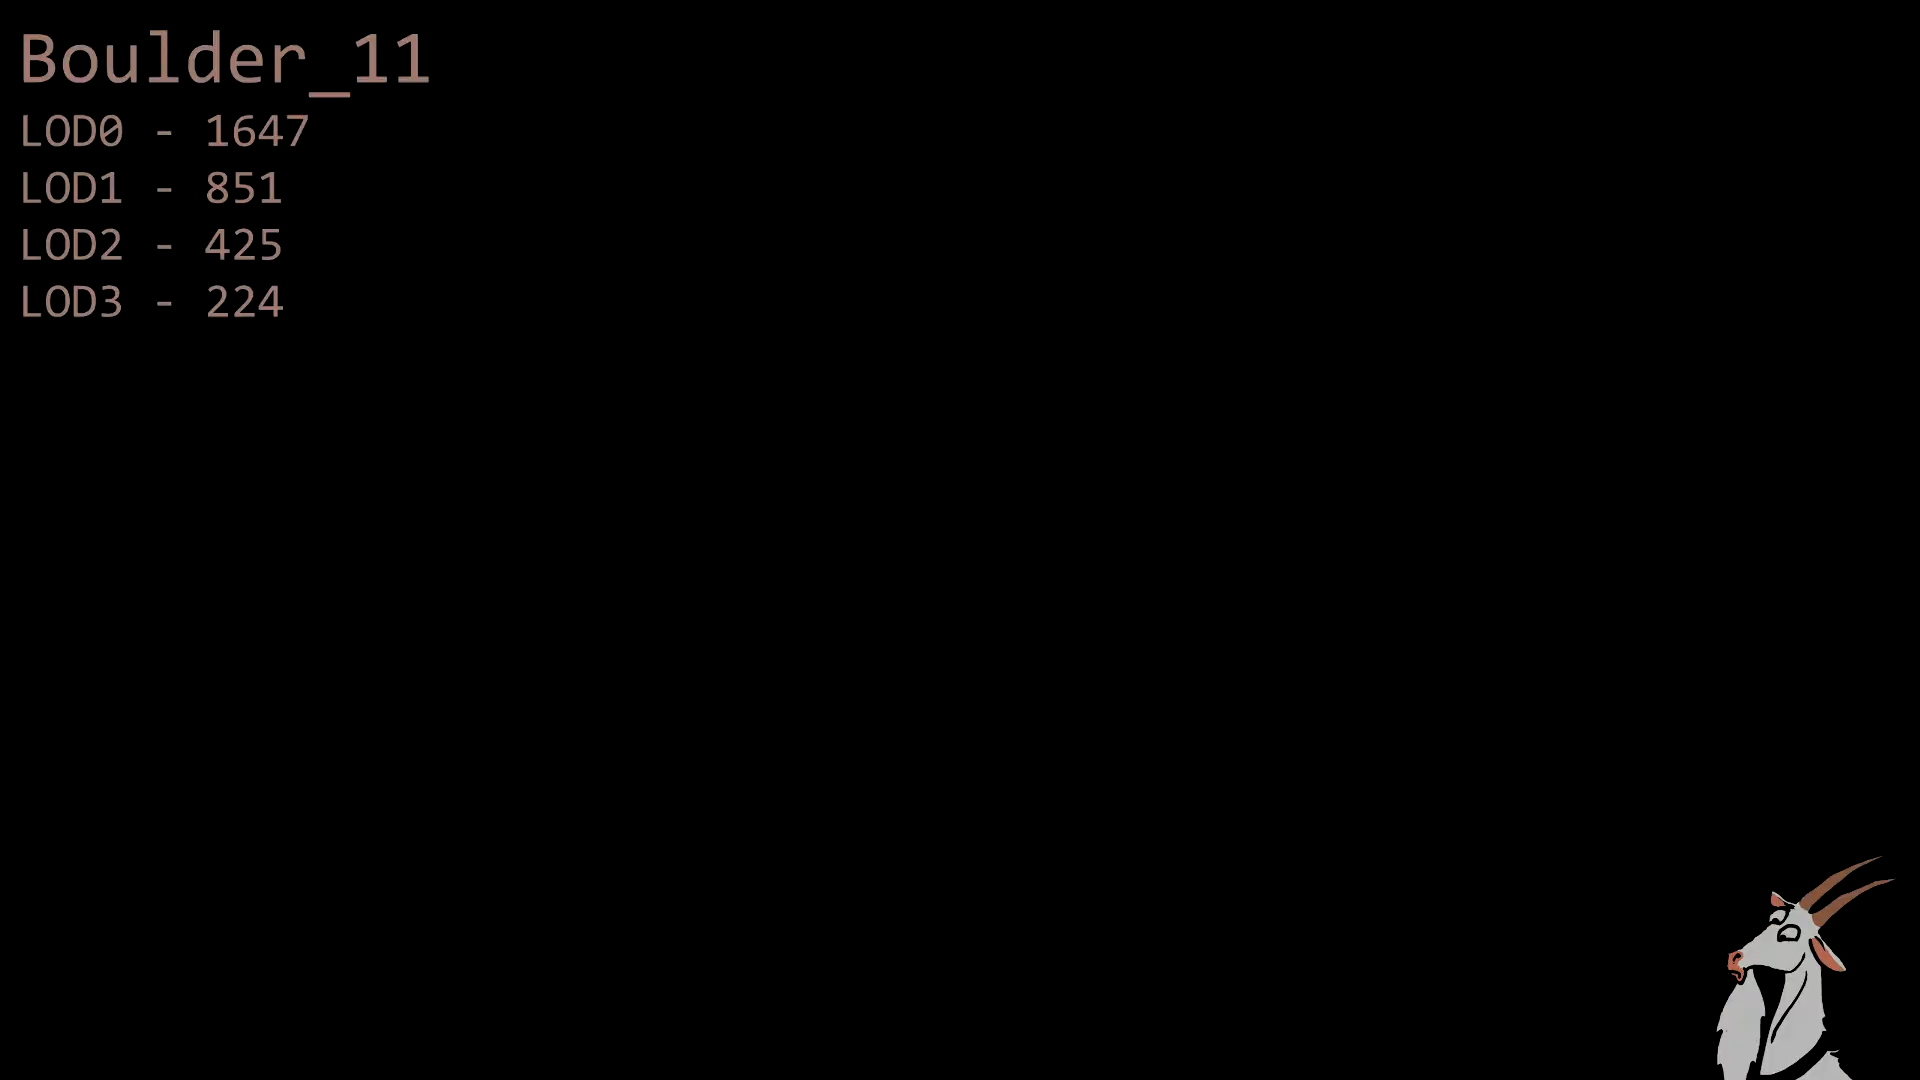 Boulder_11
LOD0 - 1647
LOD1 - 851
LOD2 - 425
LOD3 - 224